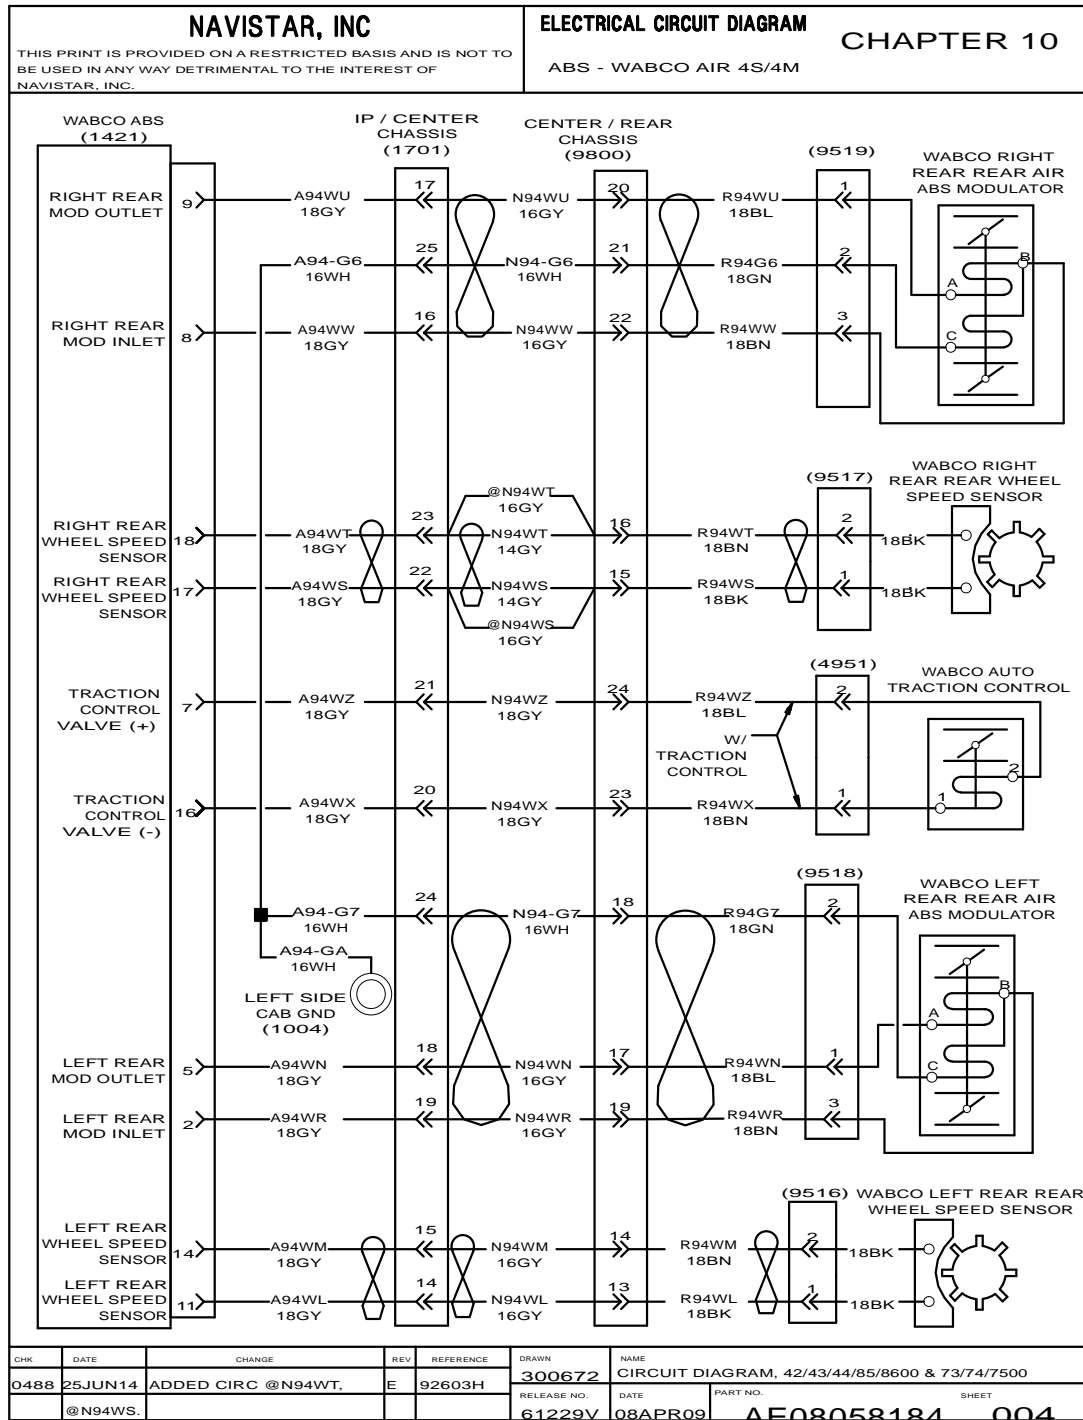 NAVISTAR, INC
THIS PRINT IS PROVIDED ON A RESTRICTED BASIS AND IS NOT TO
BE USED IN ANY WAY DETRIMENTAL TO THE INTEREST OF
NAVISTAR, INC.
ELECTRICAL CIRCUIT DIAGRAM
CHAPTER 10
ABS - WABCO AIR 4S/4M
WABCO ABS
(1421)
IP / CENTER
CHASSIS
(1701)
CENTER / REAR
CHASSIS
(9800)
(9519)
WABCO RIGHT
REAR REAR AIR
ABS MODULATOR
RIGHT REAR
MOD OUTLET
9
A94WU
18GY
17
N94WU
16GY
20
R94WU
18BL
1
A94-G6
16WH
25
N94-G6
16WH
21
R94G6
18GN
2
A
B
C
RIGHT REAR
MOD INLET
8
A94WW
18GY
16
N94WW
16GY
22
R94WW
18BN
3
(9517)
WABCO RIGHT
REAR REAR WHEEL
SPEED SENSOR
@N94WT
16GY
RIGHT REAR
WHEEL SPEED
SENSOR
18
A94WT
18GY
23
N94WT
14GY
16
R94WT
18BN
2
18BK
RIGHT REAR
WHEEL SPEED
SENSOR
17
A94WS
18GY
22
N94WS
14GY
15
R94WS
18BK
1
18BK
@N94WS
16GY
(4951)
WABCO AUTO
TRACTION CONTROL
TRACTION
CONTROL
VALVE (+)
7
A94WZ
18GY
21
N94WZ
18GY
24
R94WZ
18BL
2
W/
TRACTION
CONTROL
2
1
TRACTION
CONTROL
VALVE (-)
16
A94WX
18GY
20
N94WX
18GY
23
R94WX
18BN
1
(9518)
WABCO LEFT
REAR REAR AIR
ABS MODULATOR
A94-G7
16WH
24
N94-G7
16WH
18
R94G7
18GN
2
A94-GA
16WH
LEFT SIDE
CAB GND
(1004)
B
A
C
LEFT REAR
MOD OUTLET
5
A94WN
18GY
18
N94WN
16GY
17
R94WN
18BL
1
LEFT REAR
MOD INLET
2
A94WR
18GY
19
N94WR
16GY
19
R94WR
18BN
3
(9516)
WABCO LEFT REAR REAR
WHEEL SPEED SENSOR
LEFT REAR
WHEEL SPEED
SENSOR
14
A94WM
18GY
15
N94WM
16GY
14
R94WM
18BN
2
18BK
LEFT REAR
WHEEL SPEED
SENSOR
11
A94WL
18GY
14
N94WL
16GY
13
R94WL
18BK
1
18BK
CHK DATE CHANGE REV REFERENCE
0488 25JUN14 ADDED CIRC @N94WT, E 92603H
@N94WS.
DRAWN
300672
NAME
CIRCUIT DIAGRAM, 42/43/44/85/8600 & 73/74/7500
RELEASE NO.
61229V
DATE
08APR09
PART NO.
AE08058184
SHEET
004